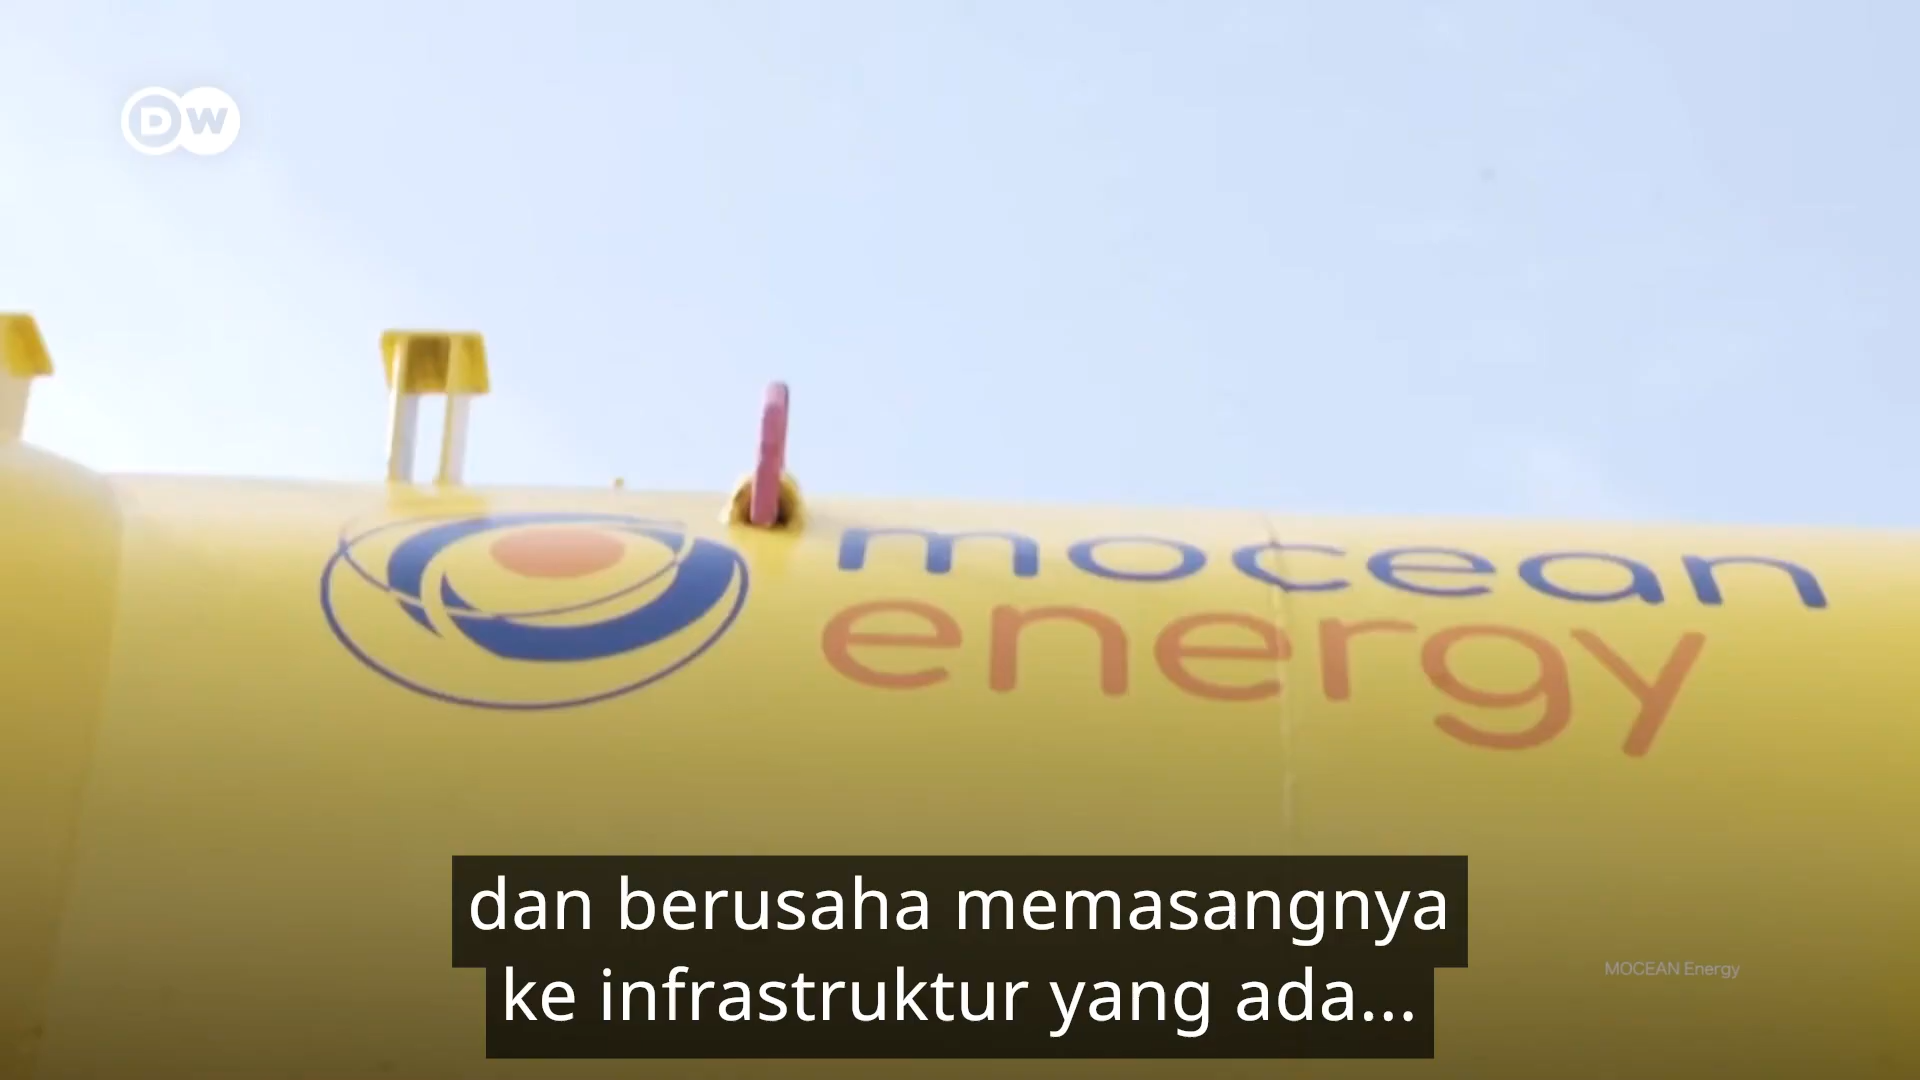 DW
mocean
energy
dan berusaha memasangnya
ke infrastruktur yang ada...
MOCEAN Energy